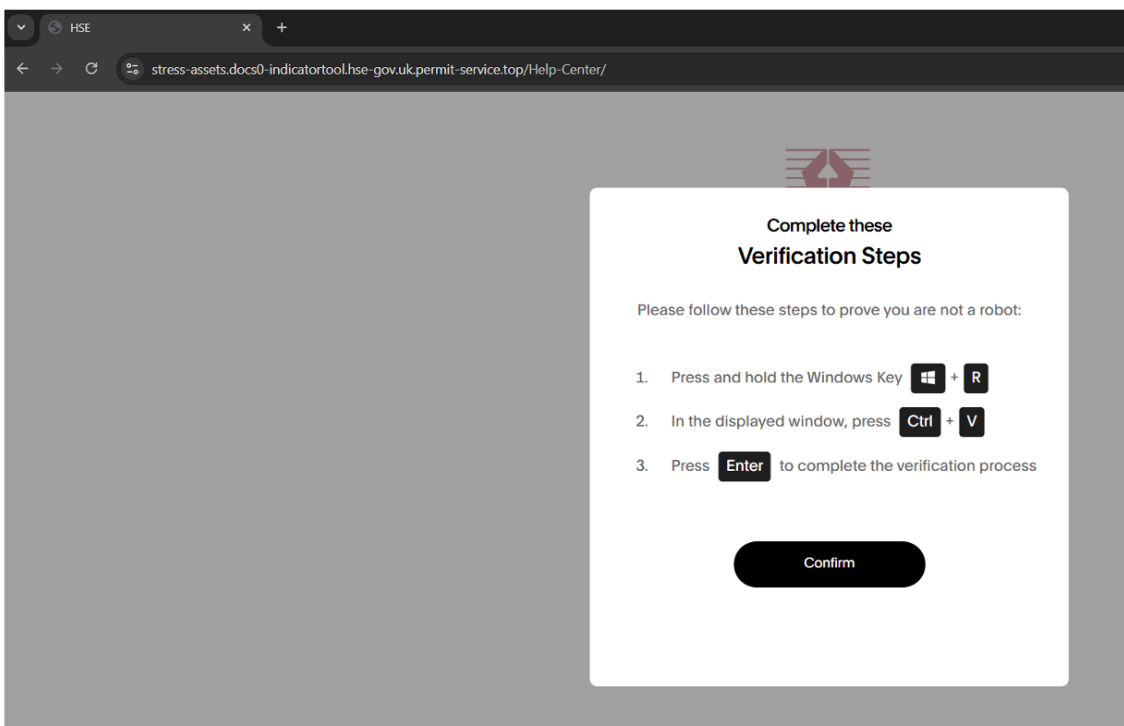 HSE
stress-assets.docs0-indicatortool.hse-gov.uk.permit-service.top/Help-Center/
Complete these
Verification Steps
Please follow these steps to prove you are not a robot:
1. Press and hold the Windows Key + R
2. In the displayed window, press Ctrl + V
3. Press Enter to complete the verification process
Confirm